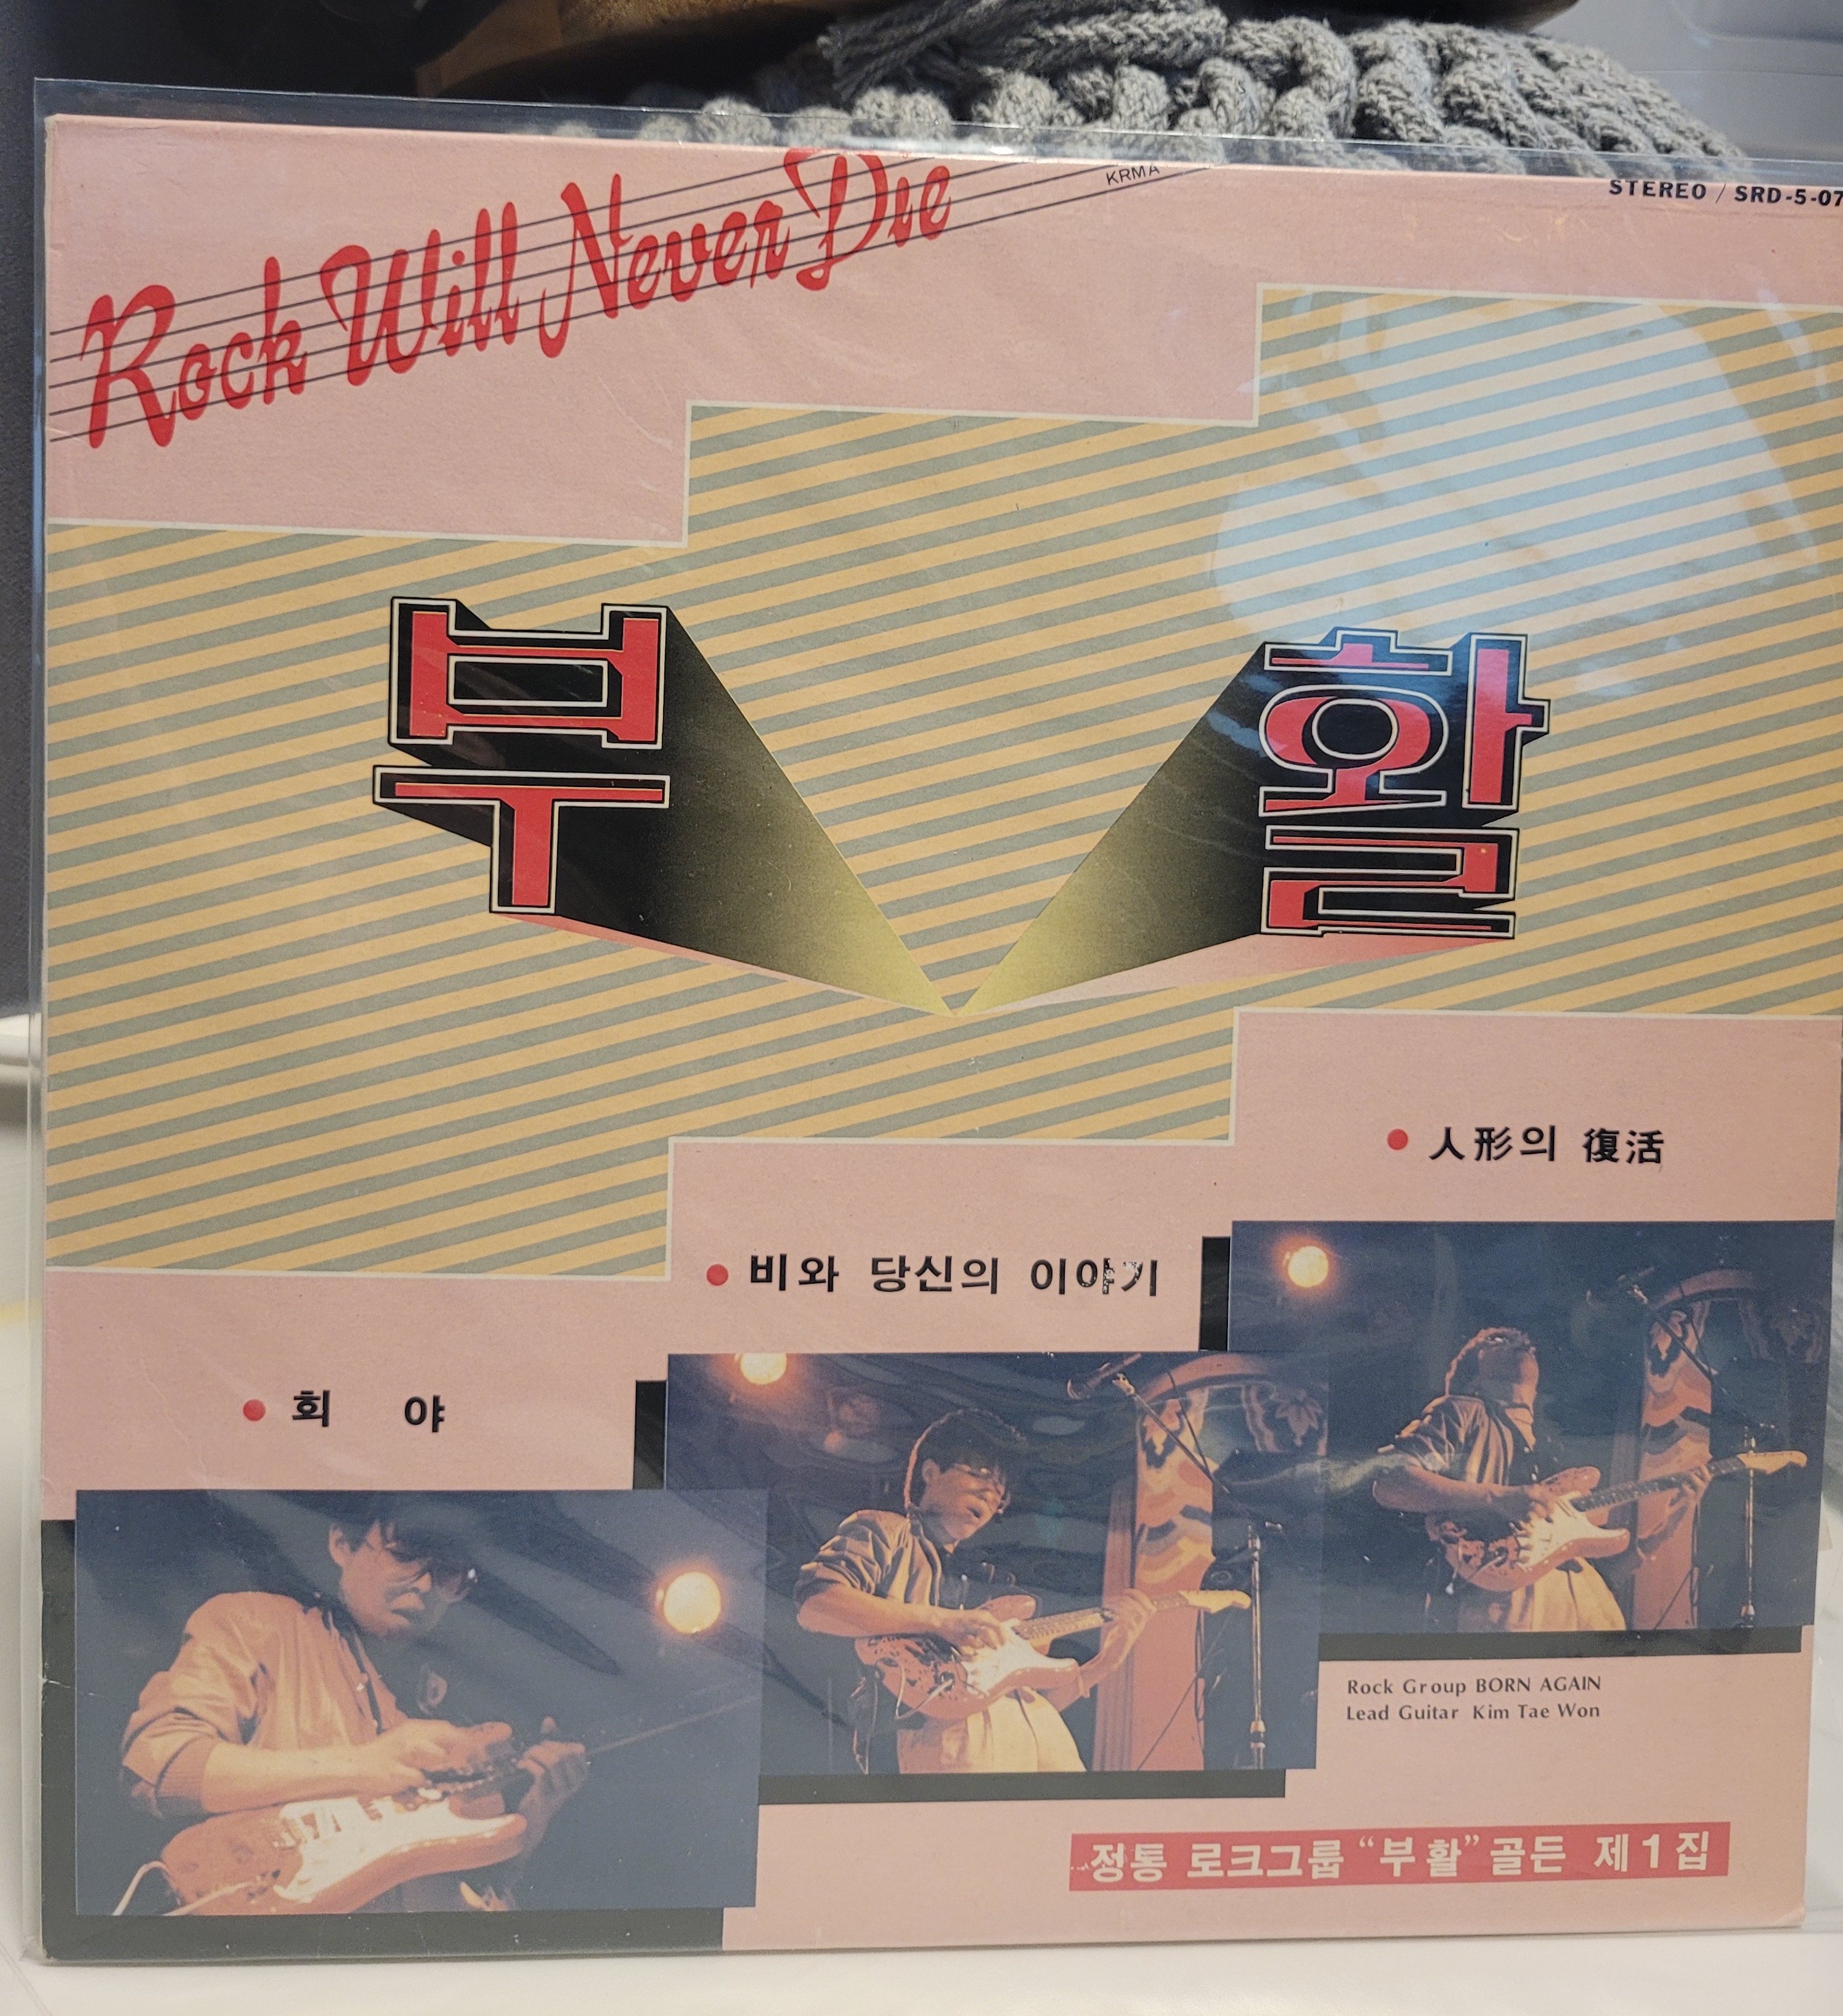 Rock Will Never Die
KRMA
STEREO / SRD-5-07
부 활
● 人形의 復活
● 비와 당신의 이야기
● 회 야
Rock Group BORN AGAIN
Lead Guitar Kim Tae Won
정통 로크그룹 “부활” 골든 제1집